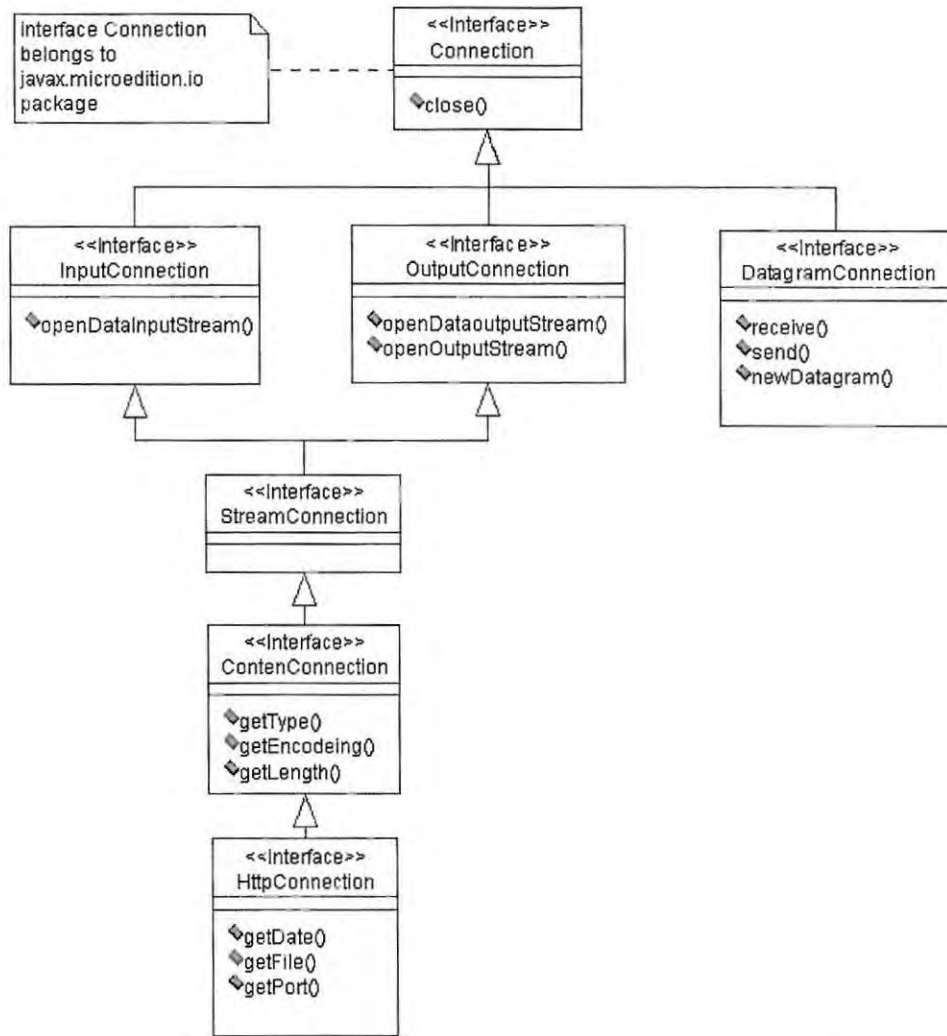 interface Connection
belongs to
javax.microedition.io
package
<<Interface>>
Connection
close()
<<Interface>>
InputConnection
openDataInputStream()
<<Interface>>
OutputConnection
openDataoutputStream()
openOutputStream()
<<Interface>>
DatagramConnection
receive()
send()
newDatagram()
<<Interface>>
StreamConnection
<<Interface>>
ContenConnection
getType()
getEncodeing()
getLength()
<<Interface>>
HttpConnection
getDate()
getFile()
getPort()